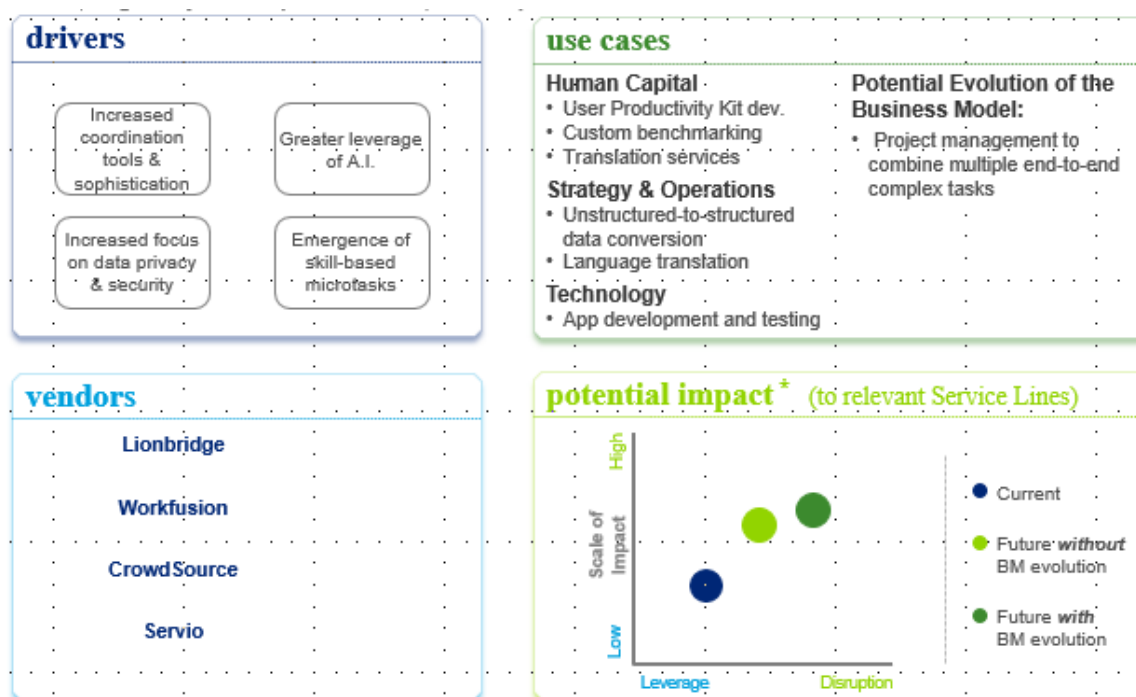 drivers
Increased
coordination
tools &
sophistication
Greater leverage
of A.I.
Increased focus
on data privacy
& security
Emergence of
skill-based
microtasks
use cases
Human Capital
• User Productivity Kit dev.
• Custom benchmarking
• Translation services
Strategy & Operations
• Unstructured-to-structured
data conversion
• Language translation
Technology
• App development and testing
Potential Evolution of the
Business Model:
• Project management to
combine multiple end-to-end
complex tasks
vendors
Lionbridge
Workfusion
CrowdSource
Servio
potential impact* (to relevant Service Lines)
High
Scale of
Impact
Low
Leverage
Disruption
Current
Future without
BM evolution
Future with
BM evolution